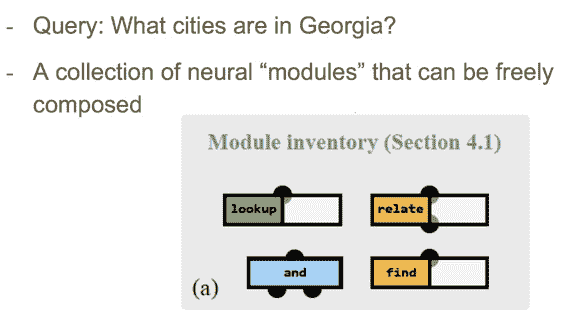 - Query: What cities are in Georgia?
- A collection of neural “modules” that can be freely
composed
Module inventory (Section 4.1)
lookup relate
and find
(a)